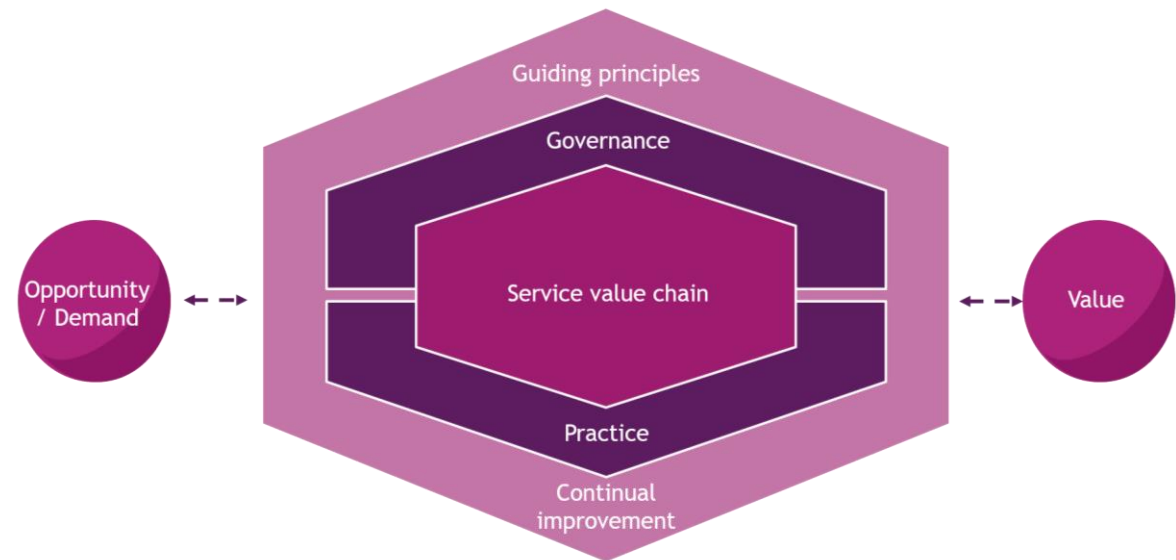 Guiding principles
Governance
Opportunity
/ Demand
Service value chain
Value
Practice
Continual
improvement